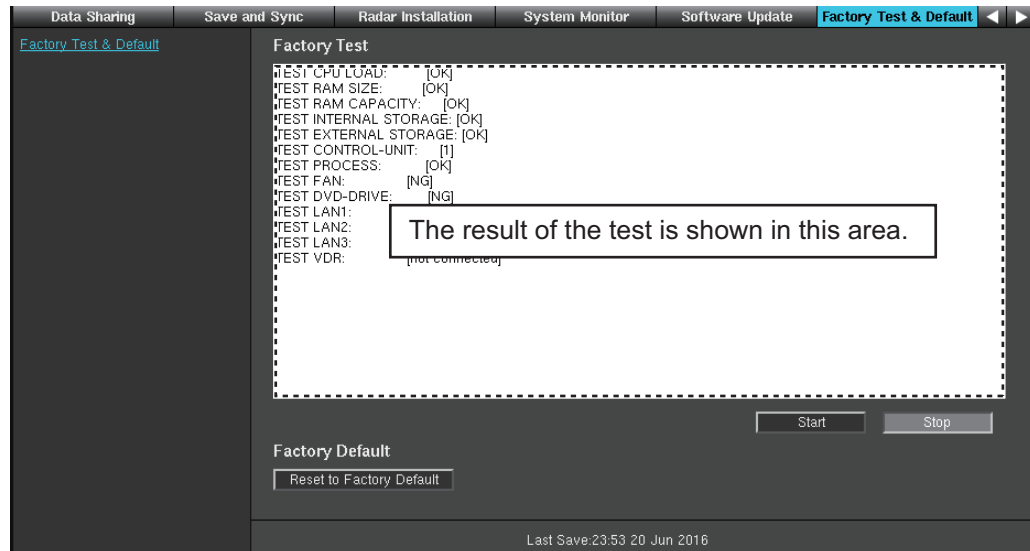 Data Sharing Save and Sync Radar Installation System Monitor Software Update Factory Test & Default
Factory Test & Default
Factory Test
TEST CPU LOAD: [OK]
TEST RAM SIZE: [OK]
TEST RAM CAPACITY: [OK]
TEST INTERNAL STORAGE: [OK]
TEST EXTERNAL STORAGE: [OK]
TEST CONTROL-UNIT: [1]
TEST PROCESS: [OK]
TEST FAN: [NG]
TEST DVD-DRIVE: [NG]
TEST LAN1:
TEST LAN2:
TEST LAN3:
The result of the test is shown in this area.
TEST VDR: [not connected]
Start Stop
Factory Default
Reset to Factory Default
Last Save:23:53 20 Jun 2016